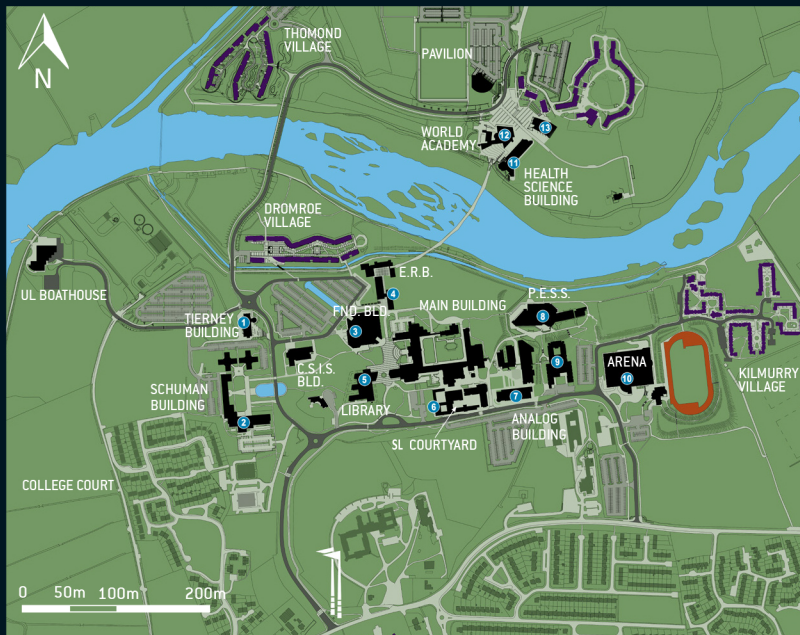 THOMOND
VILLAGE
PAVILION
N
WORLD
ACADEMY
12
13
11
HEALTH
SCIENCE
BUILDING
DROMROE
VILLAGE
UL BOATHOUSE
E.R.B.
4
P.E.S.S.
MAIN BUILDING
FND. BLD.
8
TIERNEY
BUILDING
1
3
C.S.I.S.
BLD.
9
ARENA
10
KILMURRY
VILLAGE
SCHUMAN
BUILDING
5
LIBRARY
6
7
2
ANALOG
BUILDING
SL COURTYARD
COLLEGE COURT
0 50m 100m 200m